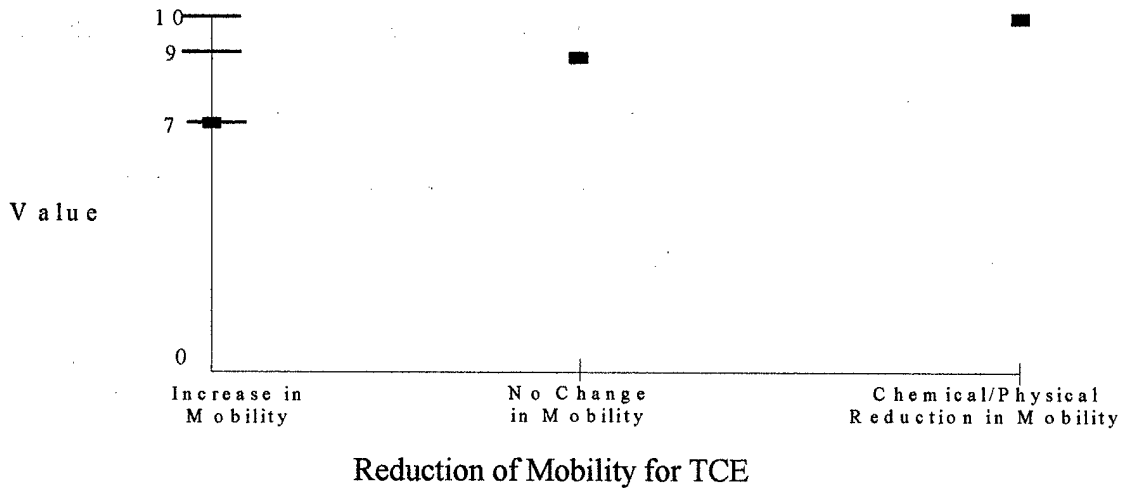 10
9
7
Value
0
Increase in
Mobility
No Change
in Mobility
Chemical/Physical
Reduction in Mobility
Reduction of Mobility for TCE